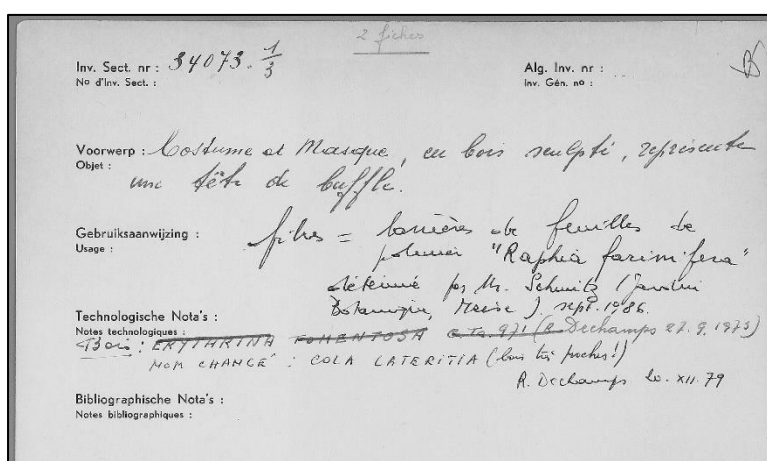 2 fiches
Inv. Sect. nr : 34073. 1/3
No d'Inv. Sect. :
Alg. Inv. nr :
Inv. Gén. no :
Voorwerp : Costume et Masque, en bois sculpté, représente
Objet :
une tête de buffle.
Gebruiksaanwijzing :
Usage :
fibres = lanières de feuilles de
palmier "Raphia farinifera"
déterminé par Mr. Schmitz (Jardin
Botanique, Meise). sept. 1986.
Technologische Nota's :
Notes technologiques :
Bois : ERYTHRINA TOMENTOSA 971 (R. Dechamps 27.9.1973)
NOM CHANGÉ : COLA LATERITIA (bois très proches!)
R. Dechamps 20.XII.79
Bibliographische Nota's :
Notes bibliographiques :